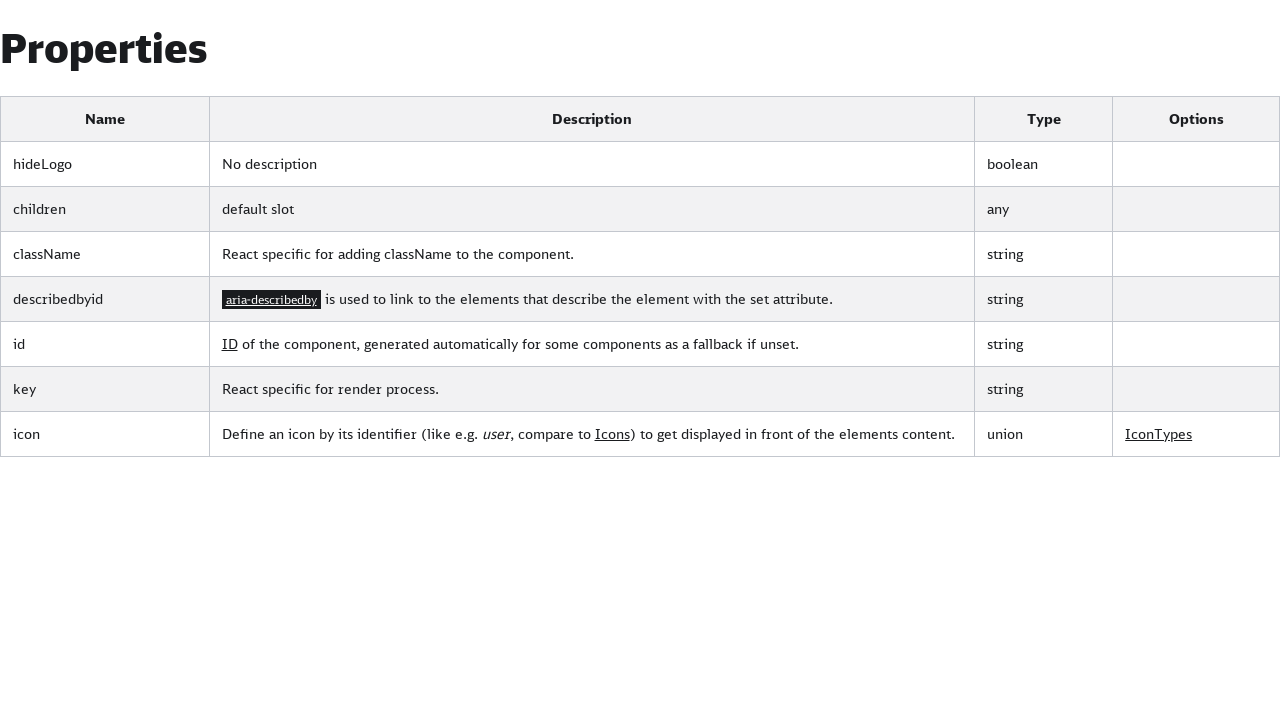 Properties
Name Description Type Options
hideLogo No description boolean
children default slot any
className React specific for adding className to the component. string
describedbyid aria-describedby is used to link to the elements that describe the element with the set attribute. string
id ID of the component, generated automatically for some components as a fallback if unset. string
key React specific for render process. string
icon Define an icon by its identifier (like e.g. user, compare to Icons) to get displayed in front of the elements content. union IconTypes